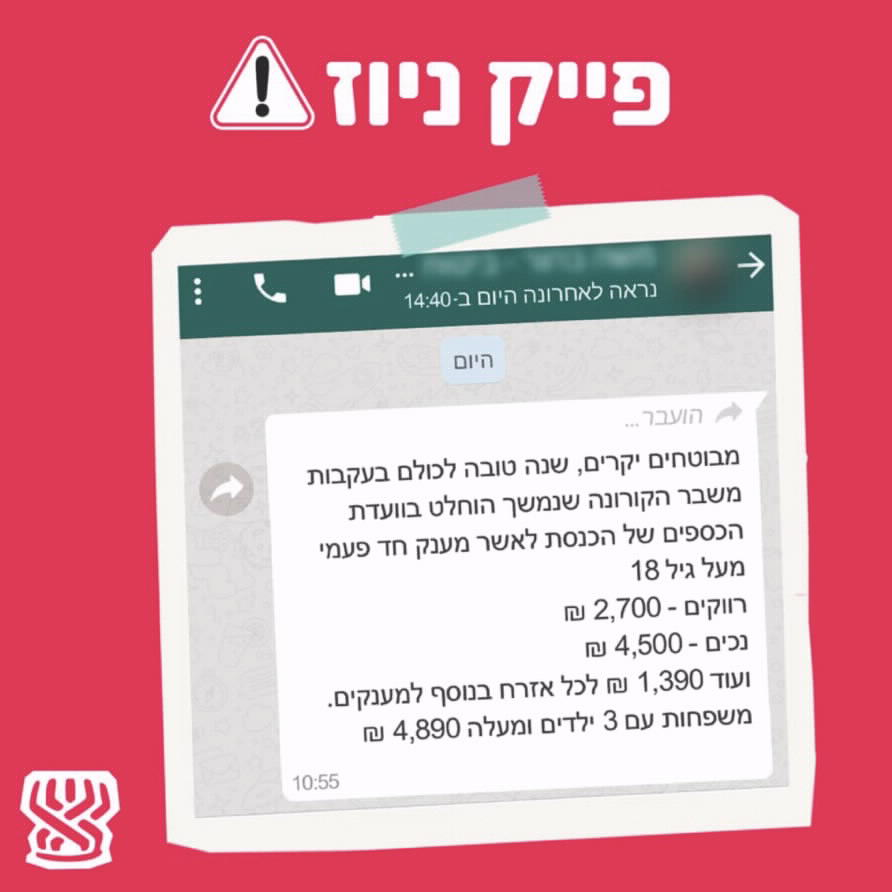 פייק ניוז
...
נראה לאחרונה היום ב-14:40
היום
הועבר...
מבוטחים יקרים, שנה טובה לכולם בעקבות
משבר הקורונה שנמשך הוחלט בוועדת
הכספים של הכנסת לאשר מענק חד פעמי
מעל גיל 18
רווקים - 2,700 ₪
נכים - 4,500 ₪
ועוד 1,390 ₪ לכל אזרח בנוסף למענקים.
משפחות עם 3 ילדים ומעלה 4,890 ₪
10:55